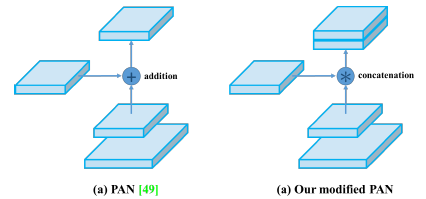 addition
concatenation
(a) PAN [49]
(a) Our modified PAN